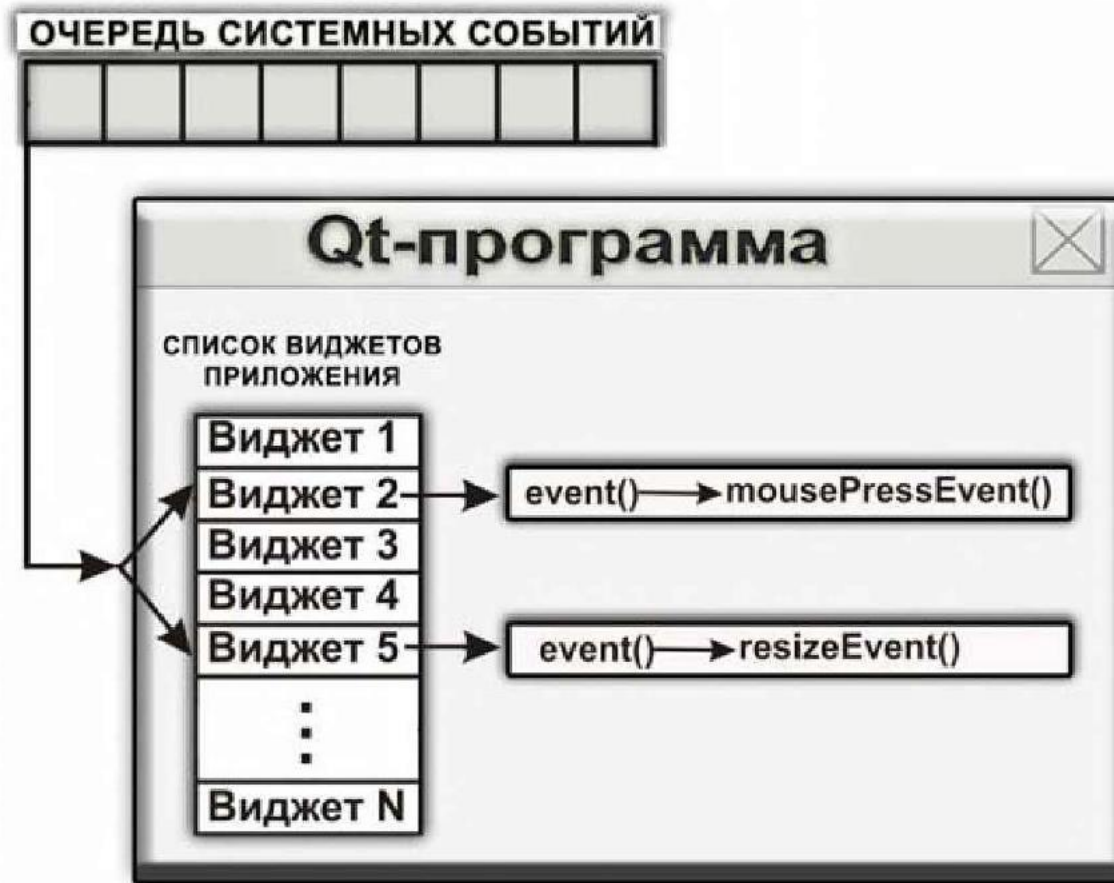 ОЧЕРЕДЬ СИСТЕМНЫХ СОБЫТИЙ
Qt-программа
СПИСОК ВИДЖЕТОВ
ПРИЛОЖЕНИЯ
Виджет 1
Виджет 2
event() mousePressEvent()
Виджет 3
Виджет 4
Виджет 5
event() resizeEvent()
Виджет N